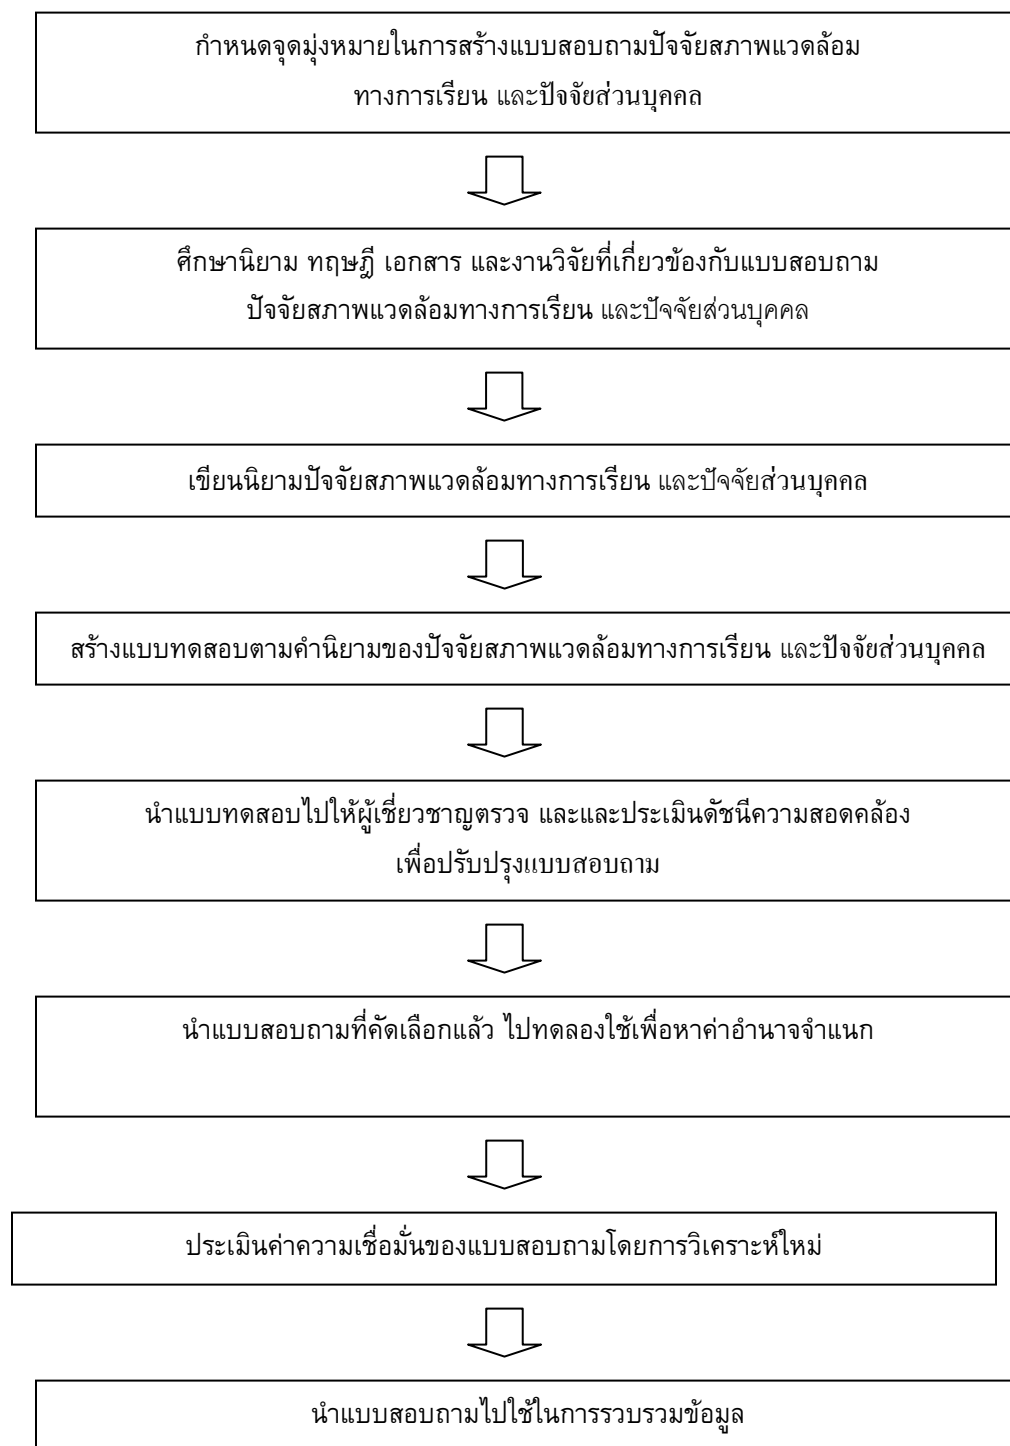 กำหนดจุดมุ่งหมายในการสร้างแบบสอบถามปัจจัยสภาพแวดล้อม
ทางการเรียน และปัจจัยส่วนบุคคล
ศึกษานิยาม ทฤษฎี เอกสาร และงานวิจัยที่เกี่ยวข้องกับแบบสอบถาม
ปัจจัยสภาพแวดล้อมทางการเรียน และปัจจัยส่วนบุคคล
เขียนนิยามปัจจัยสภาพแวดล้อมทางการเรียน และปัจจัยส่วนบุคคล
สร้างแบบทดสอบตามคำนิยามของปัจจัยสภาพแวดล้อมทางการเรียน และปัจจัยส่วนบุคคล
นำแบบทดสอบไปให้ผู้เชี่ยวชาญตรวจ และและประเมินดัชนีความสอดคล้อง
เพื่อปรับปรุงแบบสอบถาม
นำแบบสอบถามที่คัดเลือกแล้ว ไปทดลองใช้เพื่อหาค่าอำนาจจำแนก
ประเมินค่าความเชื่อมั่นของแบบสอบถามโดยการวิเคราะห์ใหม่
นำแบบสอบถามไปใช้ในการรวบรวมข้อมูล